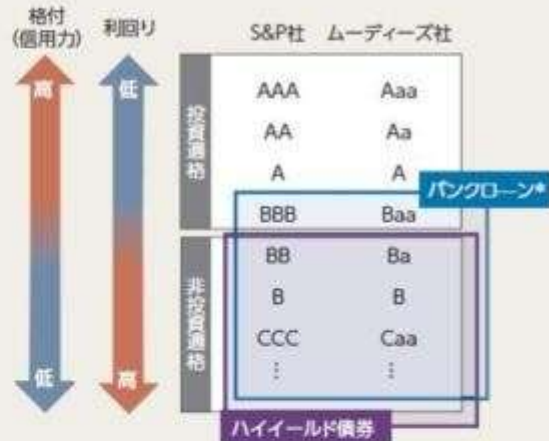 格付
(信用力)
利回り
S&P社 ムーディーズ社
高
低
投資適格
AAA Aaa
AA Aa
A A
バンクローン*
BBB Baa
非投資適格
BB Ba
B B
CCC Caa
⋮ ⋮
低
高
ハイイールド債券